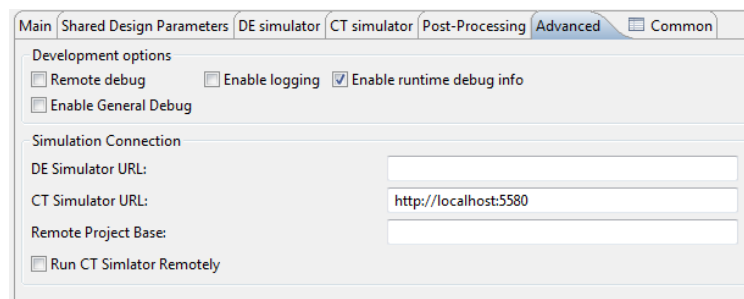 Main Shared Design Parameters DE simulator CT simulator Post-Processing Advanced Common
Development options
Remote debug Enable logging Enable runtime debug info
Enable General Debug
Simulation Connection
DE Simulator URL:
CT Simulator URL: http://localhost:5580
Remote Project Base:
Run CT Simlator Remotely